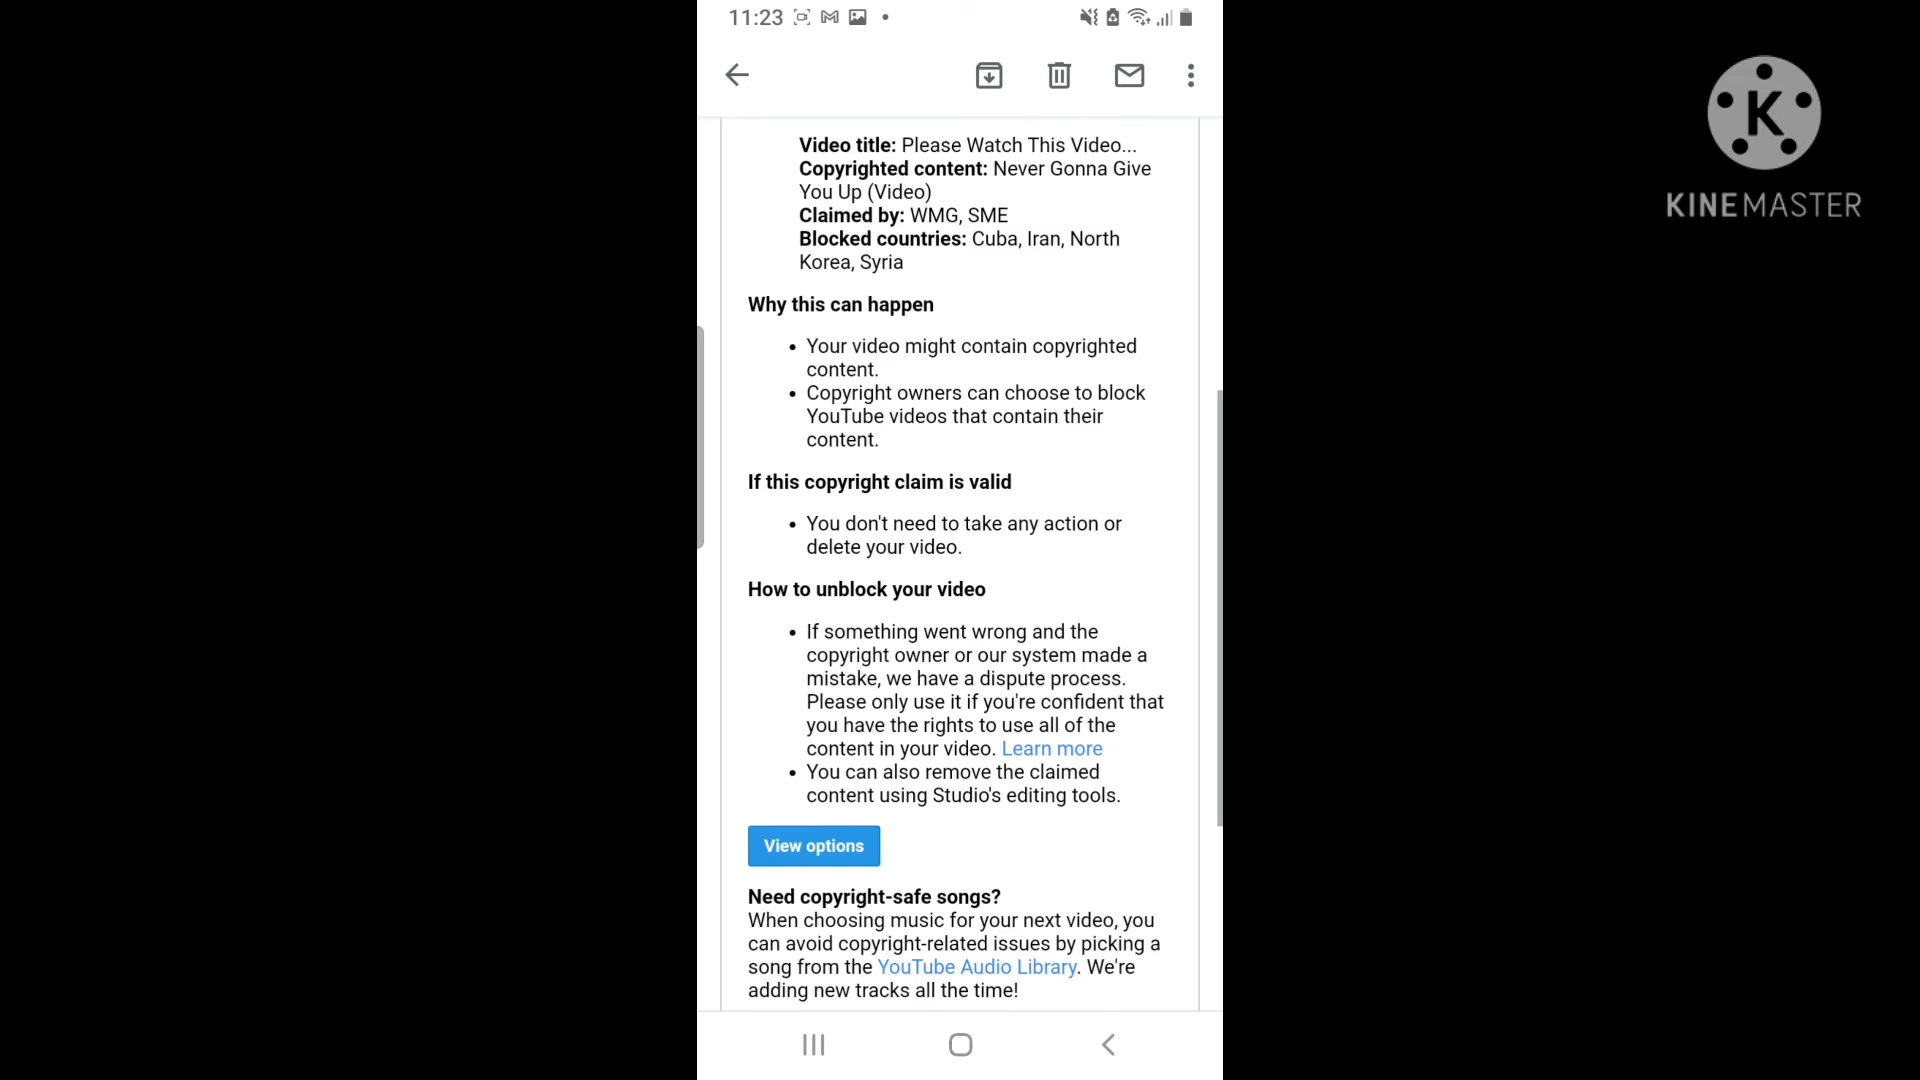 11:23
Video title: Please Watch This Video...
Copyrighted content: Never Gonna Give
You Up (Video)
Claimed by: WMG, SME
Blocked countries: Cuba, Iran, North
Korea, Syria
Why this can happen
• Your video might contain copyrighted
content.
• Copyright owners can choose to block
YouTube videos that contain their
content.
If this copyright claim is valid
• You don't need to take any action or
delete your video.
How to unblock your video
• If something went wrong and the
copyright owner or our system made a
mistake, we have a dispute process.
Please only use it if you're confident that
you have the rights to use all of the
content in your video. Learn more
• You can also remove the claimed
content using Studio's editing tools.
View options
Need copyright-safe songs?
When choosing music for your next video, you
can avoid copyright-related issues by picking a
song from the YouTube Audio Library. We're
adding new tracks all the time!
K
KINEMASTER